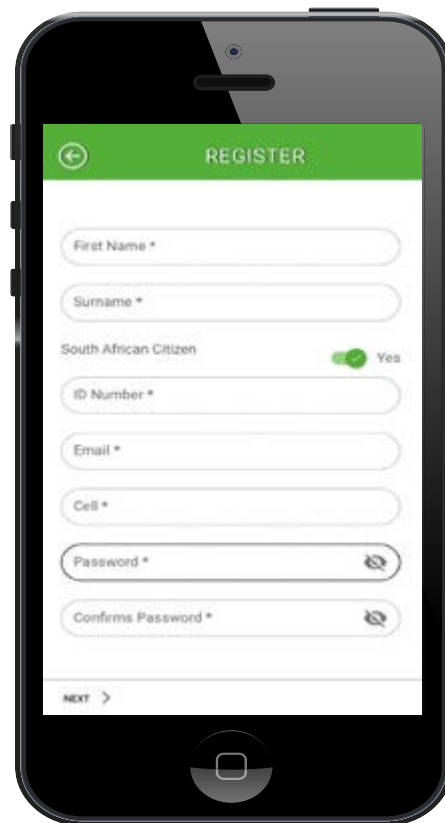 REGISTER
First Name *
Surname *
South African Citizen Yes
ID Number *
Email *
Cell *
Password *
Confirms Password *
NEXT >